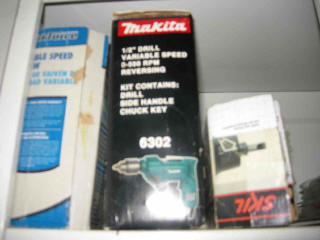 ABLE SPEED
Makita
1/2" DRILL
VARIABLE SPEED
0-550 RPM
REVERSING
KIT CONTAINS:
DRILL
SIDE HANDLE
CHUCK KEY
6302
SKIL